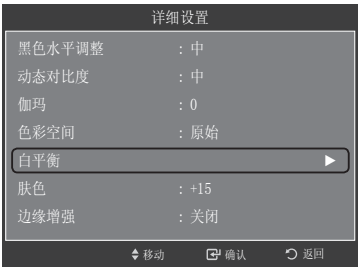 详细设置
黑色水平调整 : 中
动态对比度 : 中
伽玛 : 0
色彩空间 : 原始
白平衡
肤色 : +15
边缘增强 : 关闭
移动 确认 返回